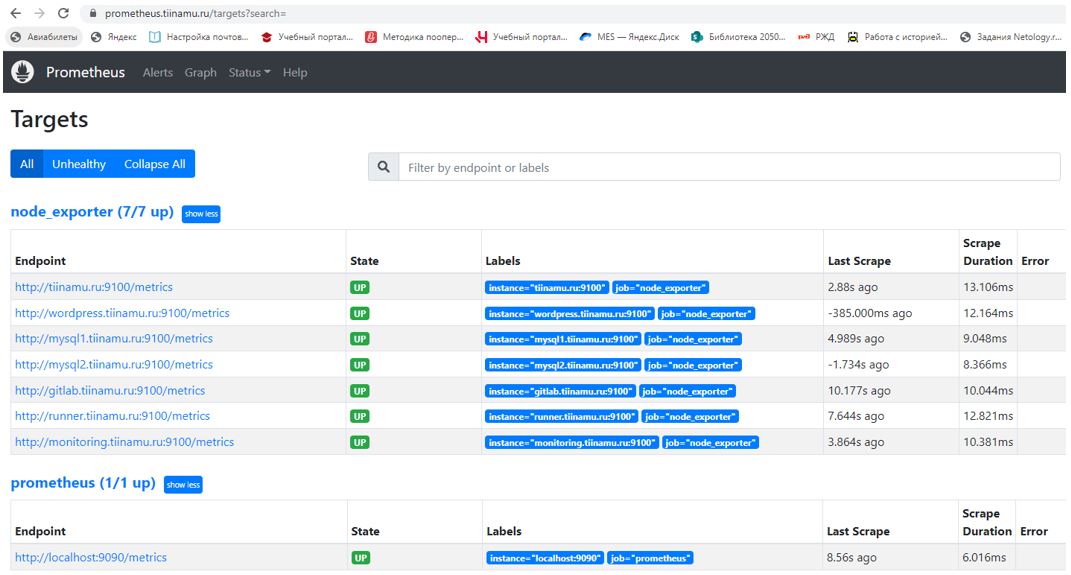 prometheus.tiinamu.ru/targets?search=
Авиабилеты Яндекс Настройка почтов... Учебный портал... Методика поопер... Учебный портал... MES — Яндекс.Диск Библиотека 2050... РЖД Работа с историей... Задания Netology.r...
Prometheus Alerts Graph Status Help
Targets
All Unhealthy Collapse All Filter by endpoint or labels
node_exporter (7/7 up) show less
Endpoint State Labels Last Scrape Scrape Duration Error
http://tiinamu.ru:9100/metrics UP instance="tiinamu.ru:9100" job="node_exporter" 2.88s ago 13.106ms
http://wordpress.tiinamu.ru:9100/metrics UP instance="wordpress.tiinamu.ru:9100" job="node_exporter" -385.000ms ago 12.164ms
http://mysql1.tiinamu.ru:9100/metrics UP instance="mysql1.tiinamu.ru:9100" job="node_exporter" 4.989s ago 9.048ms
http://mysql2.tiinamu.ru:9100/metrics UP instance="mysql2.tiinamu.ru:9100" job="node_exporter" -1.734s ago 8.366ms
http://gitlab.tiinamu.ru:9100/metrics UP instance="gitlab.tiinamu.ru:9100" job="node_exporter" 10.177s ago 10.044ms
http://runner.tiinamu.ru:9100/metrics UP instance="runner.tiinamu.ru:9100" job="node_exporter" 7.644s ago 12.821ms
http://monitoring.tiinamu.ru:9100/metrics UP instance="monitoring.tiinamu.ru:9100" job="node_exporter" 3.864s ago 10.381ms
prometheus (1/1 up) show less
Endpoint State Labels Last Scrape Scrape Duration Error
http://localhost:9090/metrics UP instance="localhost:9090" job="prometheus" 8.56s ago 6.016ms